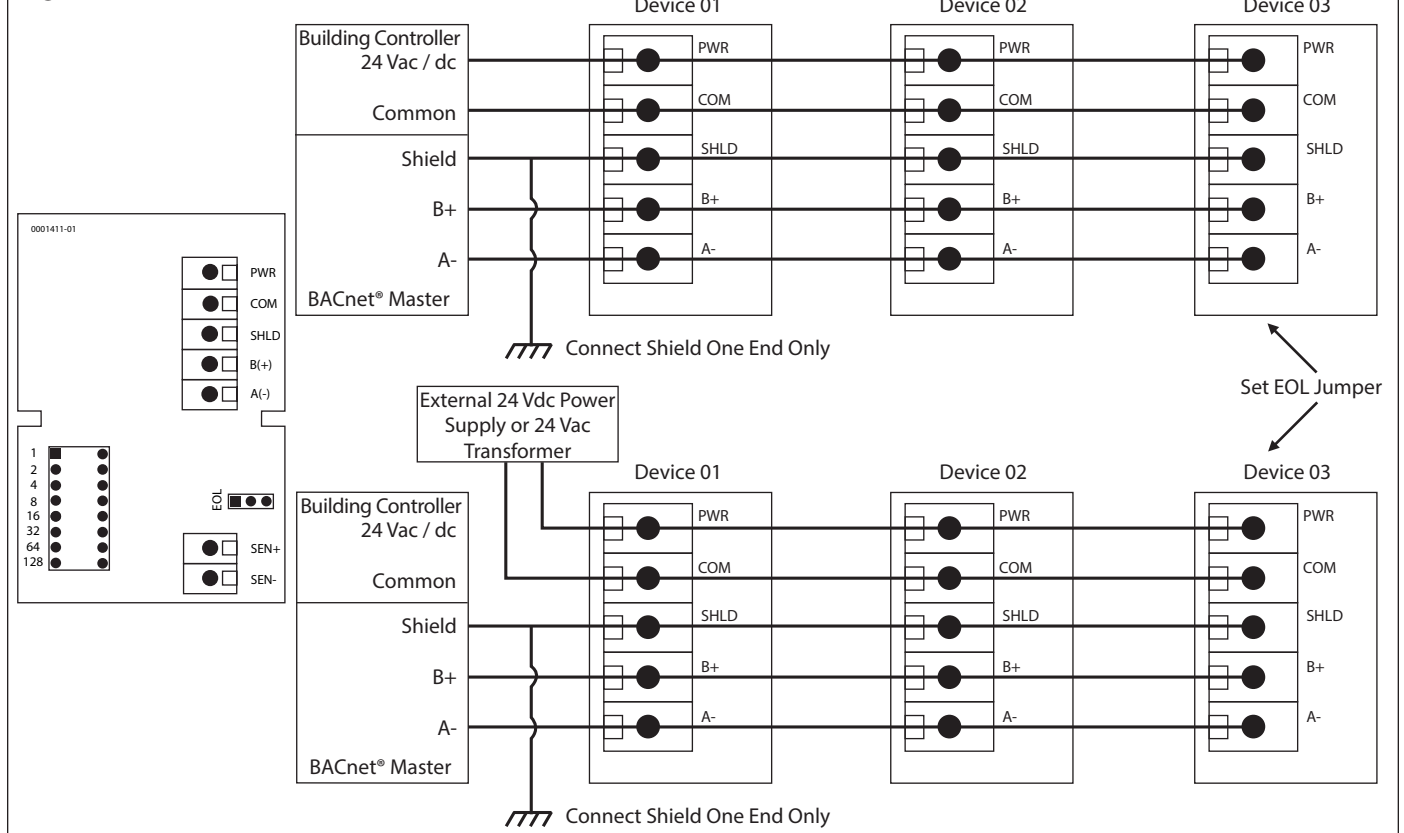 Device 01
Device 02
Device 03
Building Controller
24 Vac / dc
Common
Shield
B+
A-
BACnet® Master
PWR
COM
SHLD
B+
A-
PWR
COM
SHLD
B+
A-
PWR
COM
SHLD
B+
A-
Connect Shield One End Only
Set EOL Jumper
0001411-01
PWR
COM
SHLD
B(+)
A(-)
1
2
4
8
16
32
64
128
EOL
SEN+
SEN-
External 24 Vdc Power
Supply or 24 Vac
Transformer
Device 01
Device 02
Device 03
Building Controller
24 Vac / dc
Common
Shield
B+
A-
BACnet® Master
PWR
COM
SHLD
B+
A-
PWR
COM
SHLD
B+
A-
PWR
COM
SHLD
B+
A-
Connect Shield One End Only